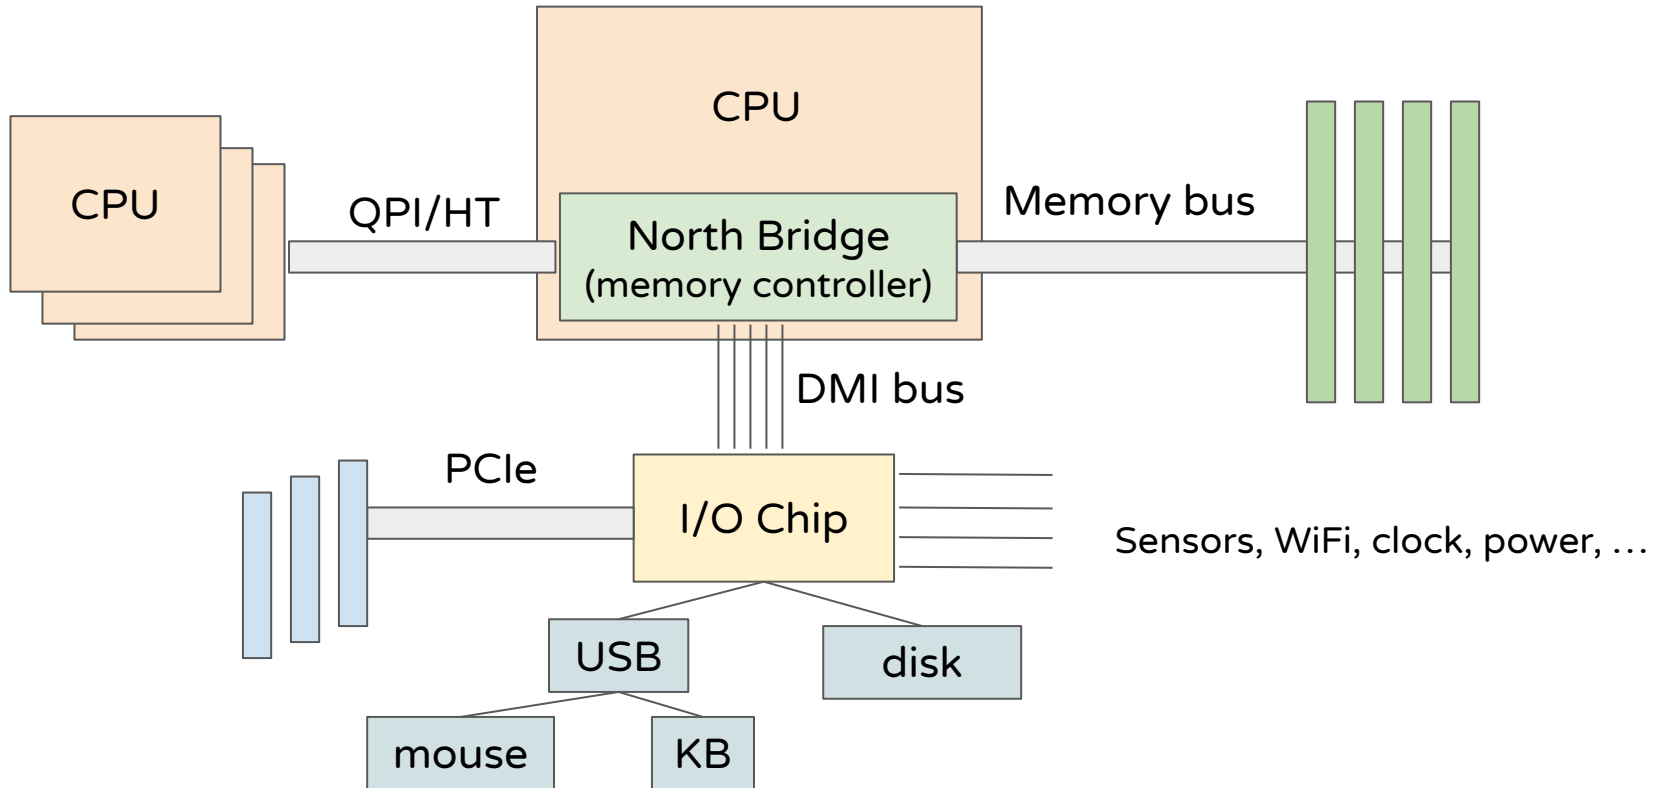 CPU
CPU
QPI/HT
Memory bus
North Bridge
(memory controller)
DMI bus
PCIe
I/O Chip
Sensors, WiFi, clock, power, …
USB
disk
mouse
KB